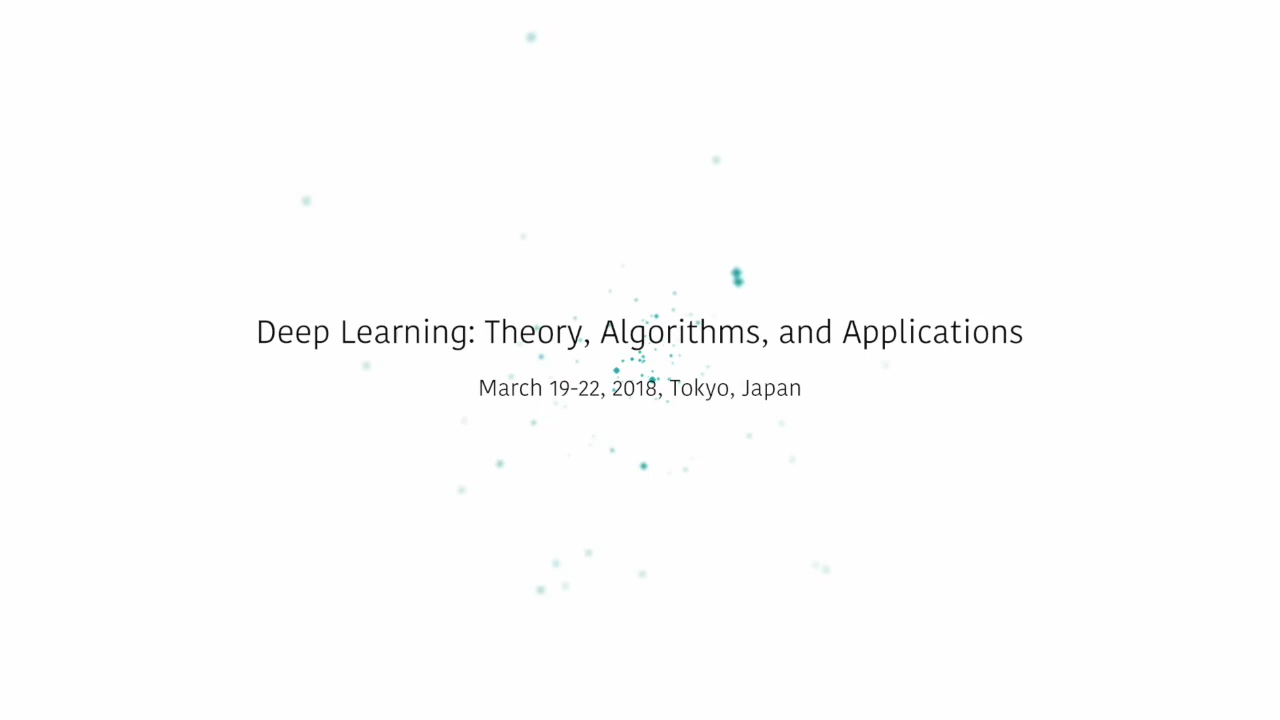 Deep Learning: Theory, Algorithms, and Applications
March 19-22, 2018, Tokyo, Japan